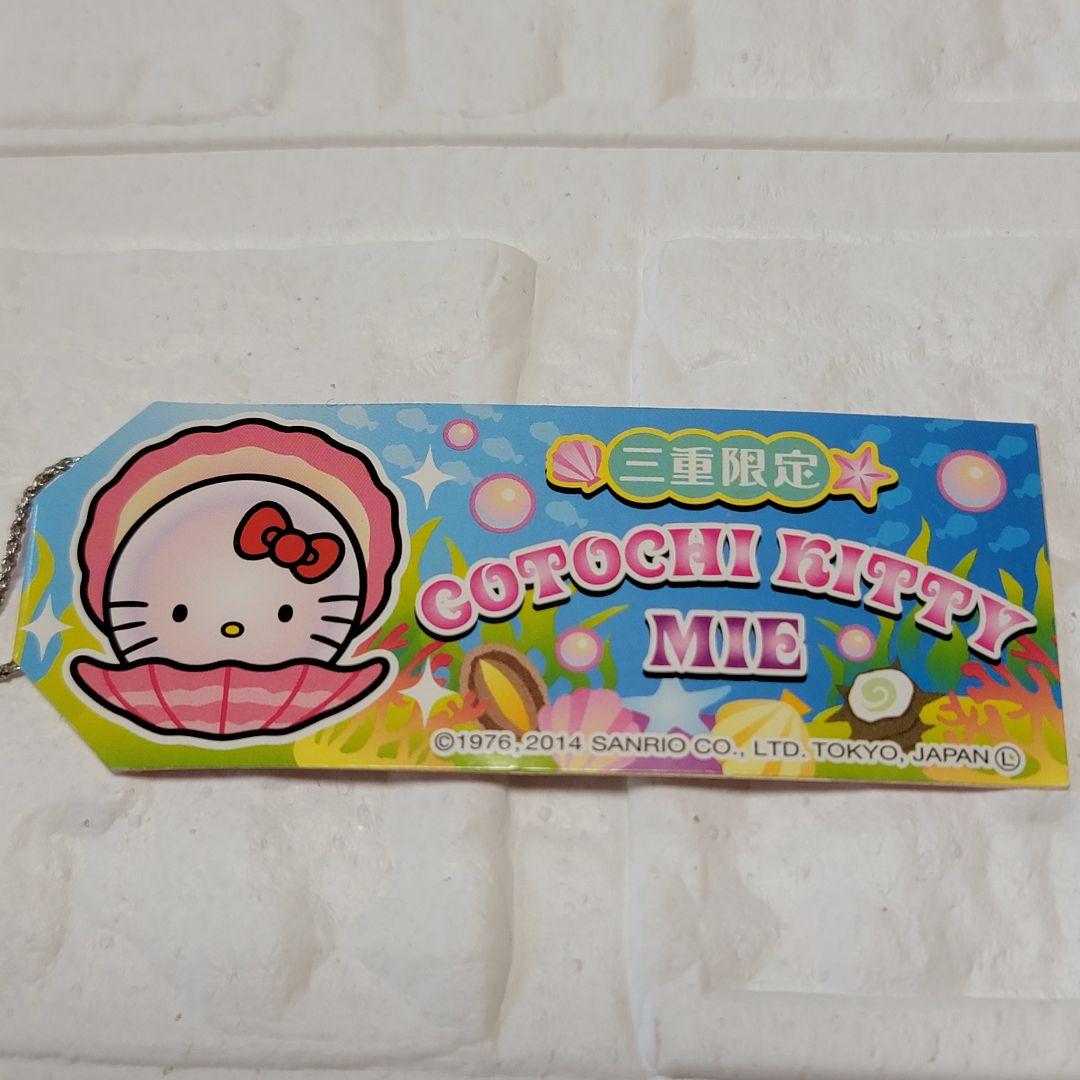 三重限定
GOTOCHI KITTY
MIE
©1976, 2014 SANRIO CO., LTD. TOKYO, JAPAN Ⓛ